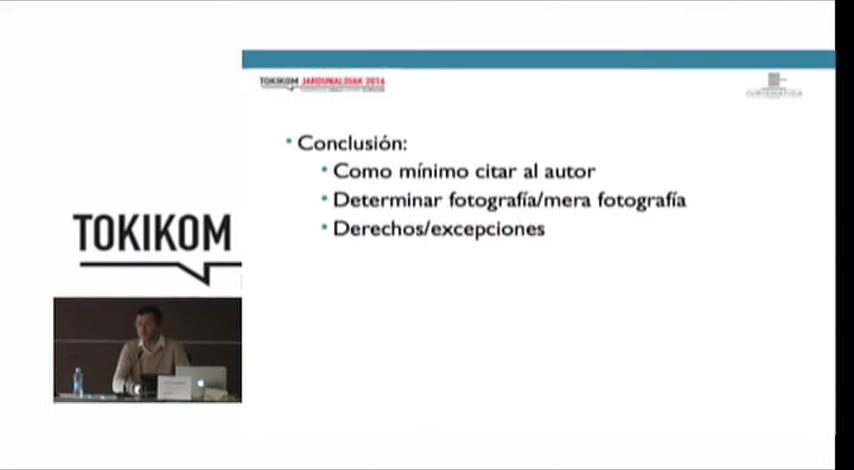 TOKIKOM JARDUNALDIAK 2016
• Conclusión:
• Como mínimo citar al autor
• Determinar fotografía/mera fotografía
• Derechos/excepciones
TOKIKOM